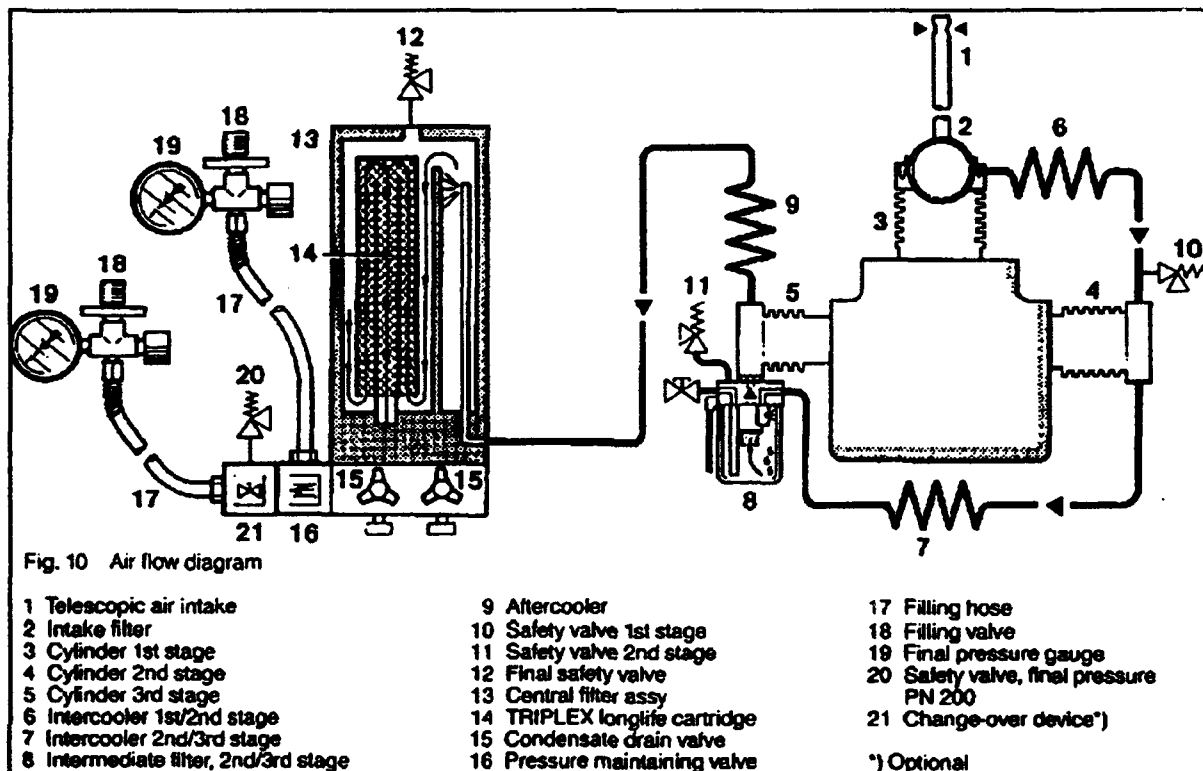 12
1
18
13
2
6
19
3
9
14
10
18
11
5
4
19
17
20
15
15
8
17
21
16
7
Fig. 10 Air flow diagram
1 Telescopic air intake
2 Intake filter
3 Cylinder 1st stage
4 Cylinder 2nd stage
5 Cylinder 3rd stage
6 Intercooler 1st/2nd stage
7 Intercooler 2nd/3rd stage
8 Intermediate filter, 2nd/3rd stage
9 Aftercooler
10 Safety valve 1st stage
11 Safety valve 2nd stage
12 Final safety valve
13 Central filter assy
14 TRIPLEX longlife cartridge
15 Condensate drain valve
16 Pressure maintaining valve
17 Filling hose
18 Filling valve
19 Final pressure gauge
20 Safety valve, final pressure
PN 200
21 Change-over device*)
*) Optional